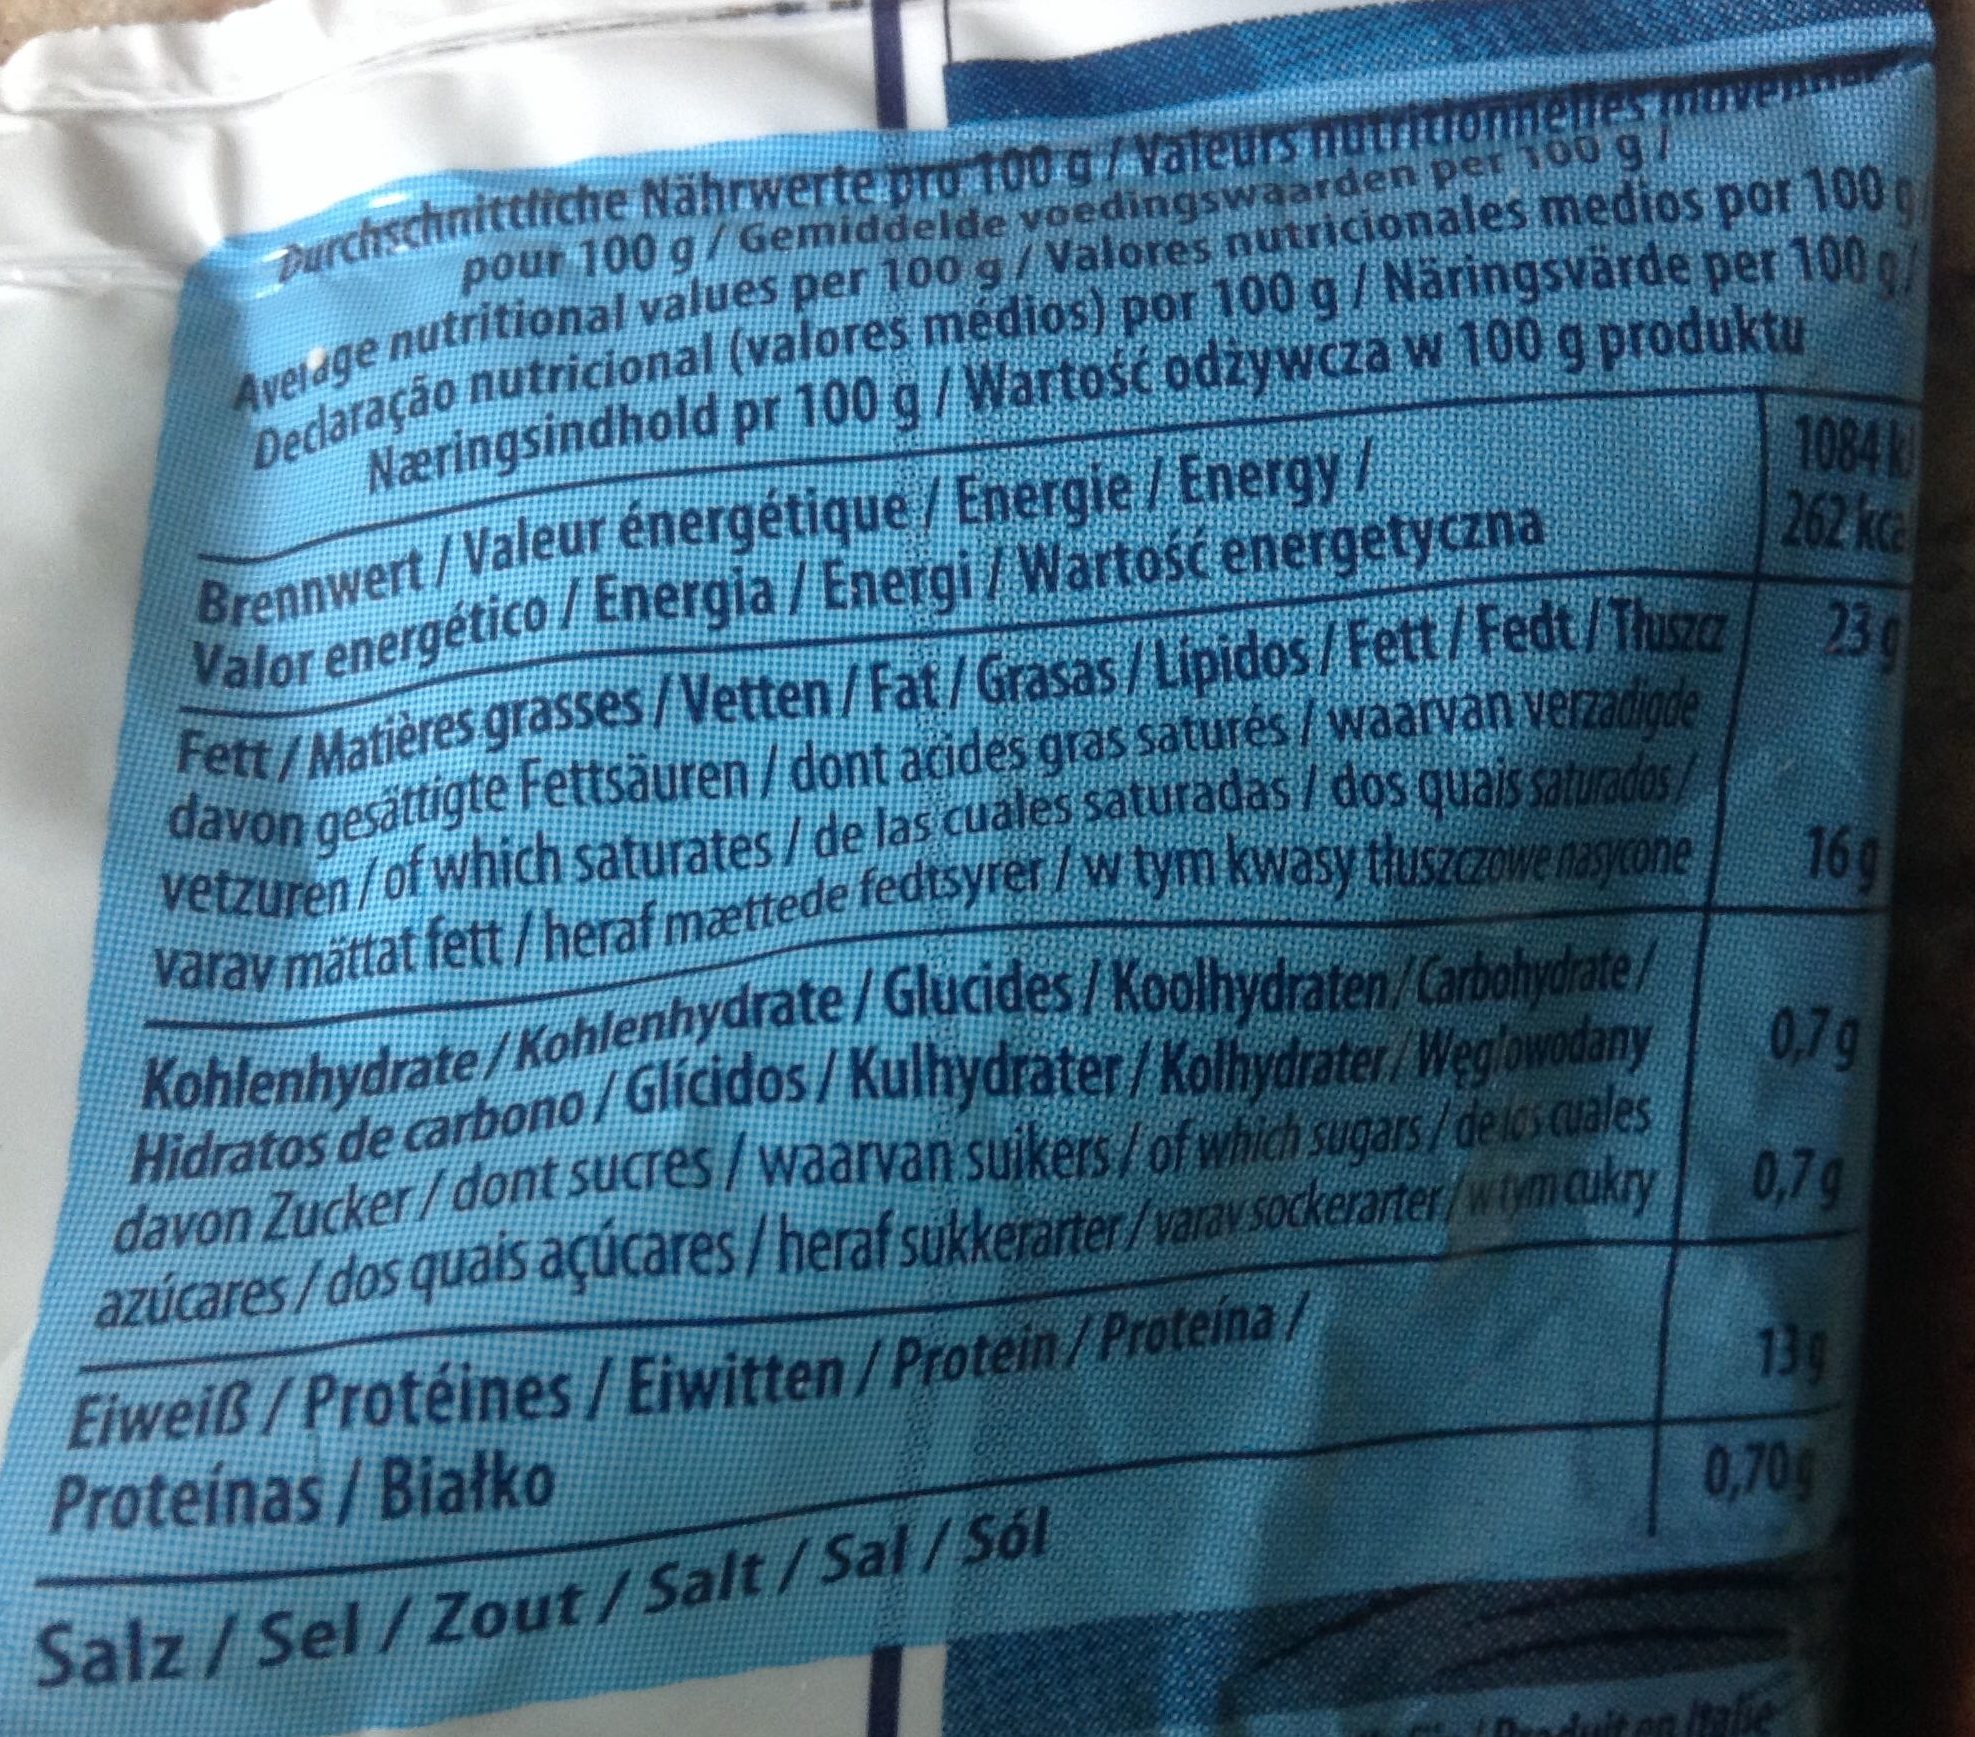 Durchschnittliche Nährwerte pro 100 g / Valeurs nutritionnelles
pour 100 g / Gemiddelde voedingswaarden per 100 g /
Average nutritional values per 100 g / Valores nutricionales medios por 100 g/
Declaração nutricional (valores médios) por 100 g / Näringsvärde per 100 g/
Næringsindhold pr 100 g / Wartość odżywcza w 100 g produktu
Brennwert / Valeur énergétique / Energie / Energy / 1084
Valor energético / Energia / Energi / Wartość energetyczna 262
Fett / Matières grasses / Vetten / Fat / Grasas / Lípidos / Fett / Fedt / Tłuszcz 23 g
davon gesättigte Fettsäuren / dont acides gras saturés / waarvan verzadigde
vetzuren / of which saturates / de las cuales saturadas / dos quais saturados /
varav mättat fett / heraf mættede fedtsyrer / w tym kwasy tłuszczowe nasycone 16 g
Kohlenhydrate / Kohlenhydrate / Glucides / Koolhydraten / Carbohydrate /
Hidratos de carbono / Glícidos / Kulhydrater / Kolhydrater / Węglowodany 0,7 g
davon Zucker / dont sucres / waarvan suikers / of which sugars / de los cuales
azúcares / dos quais açúcares / heraf sukkerarter / varav sockerarter / w tym cukry 0,7 g
Eiweiß / Protéines / Eiwitten / Protein / Proteína / 13 g
Proteínas / Białko
Salz / Sel / Zout / Salt / Sal / Sól 0,70 g
/ Produit en Italie